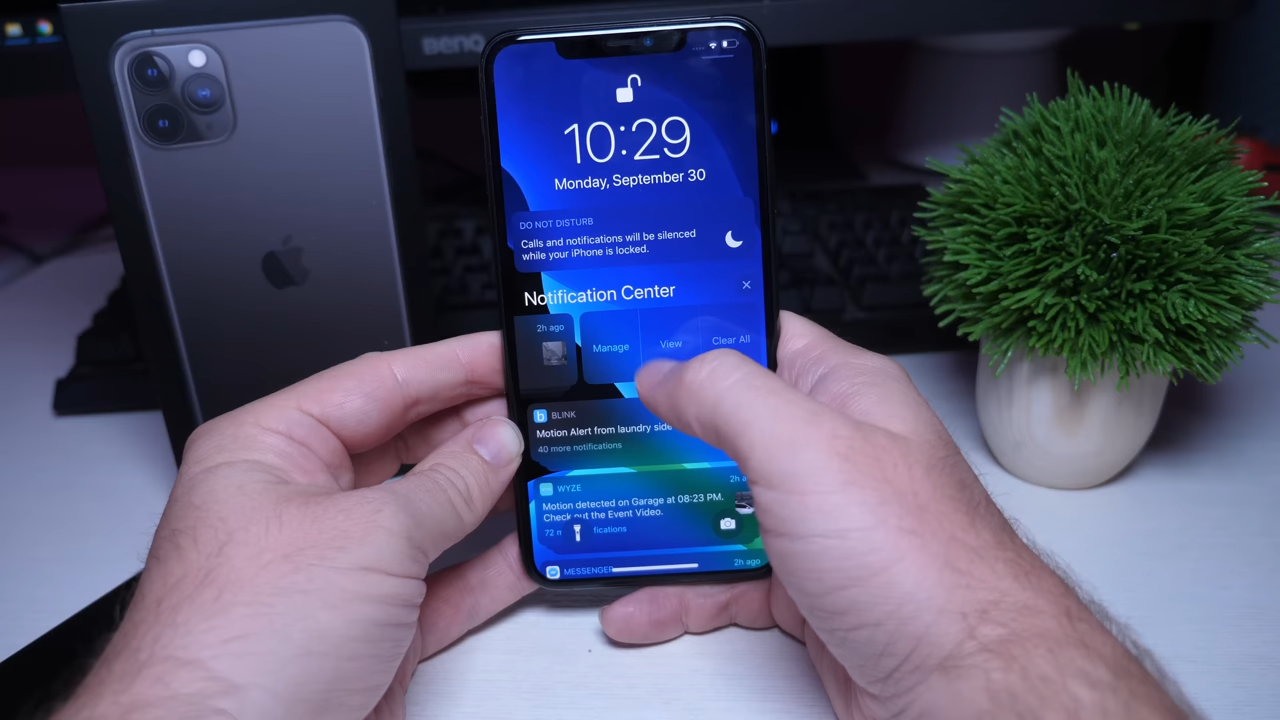 BenQ
10:29
Monday, September 30
DO NOT DISTURB
Calls and notifications will be silenced
while your iPhone is locked.
Notification Center
2h ago
Manage
View
Clear All
BLINK
Motion Alert from laundry side
40 more notifications
WYZE
2h a
Motion detected on Garage at 08:23 PM.
Check out the Event Video.
72 fications
MESSENGER
2h ago